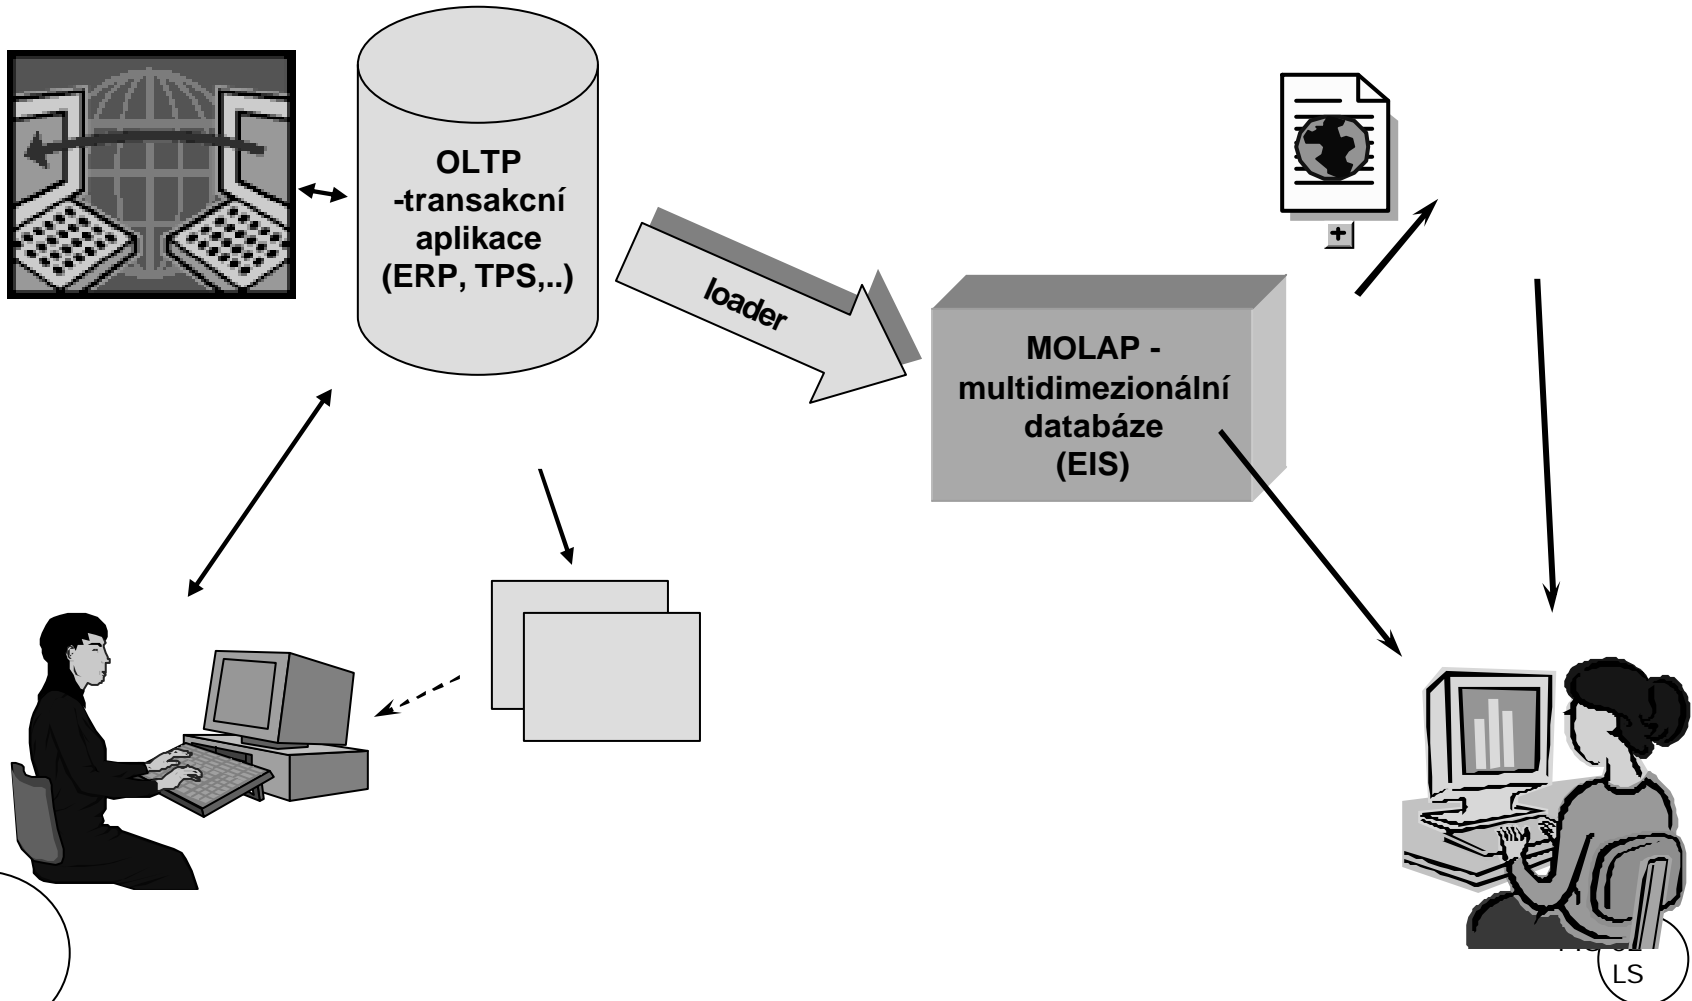 OLTP
-transakcní
aplikace
(ERP, TPS,..)
loader
MOLAP -
multidimezionální
databáze
(EIS)
LS